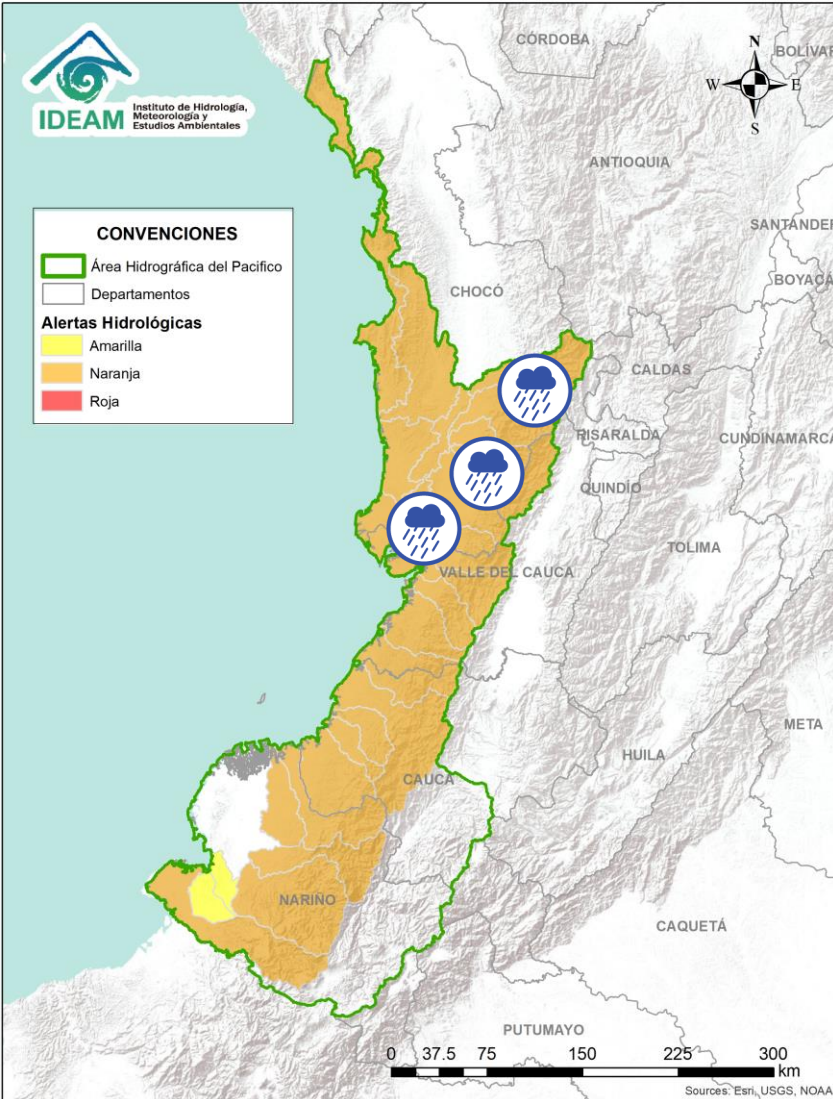 IDEAM
Instituto de Hidrología,
Meteorología y
Estudios Ambientales
CÓRDOBA
BOLÍVAR
N
W
E
S
ANTIOQUIA
SANTANDER
CONVENCIONES
Área Hidrográfica del Pacifico
Departamentos
Alertas Hidrológicas
Amarilla
Naranja
Roja
BOYACÁ
CHOCÓ
CALDAS
RISARALDA
CUNDINAMARCA
QUINDÍO
TOLIMA
VALLE DEL CAUCA
META
HUILA
CAUCA
NARIÑO
CAQUETÁ
PUTUMAYO
0 37.5 75 150 225 300
km
Sources: Esri, USGS, NOAA